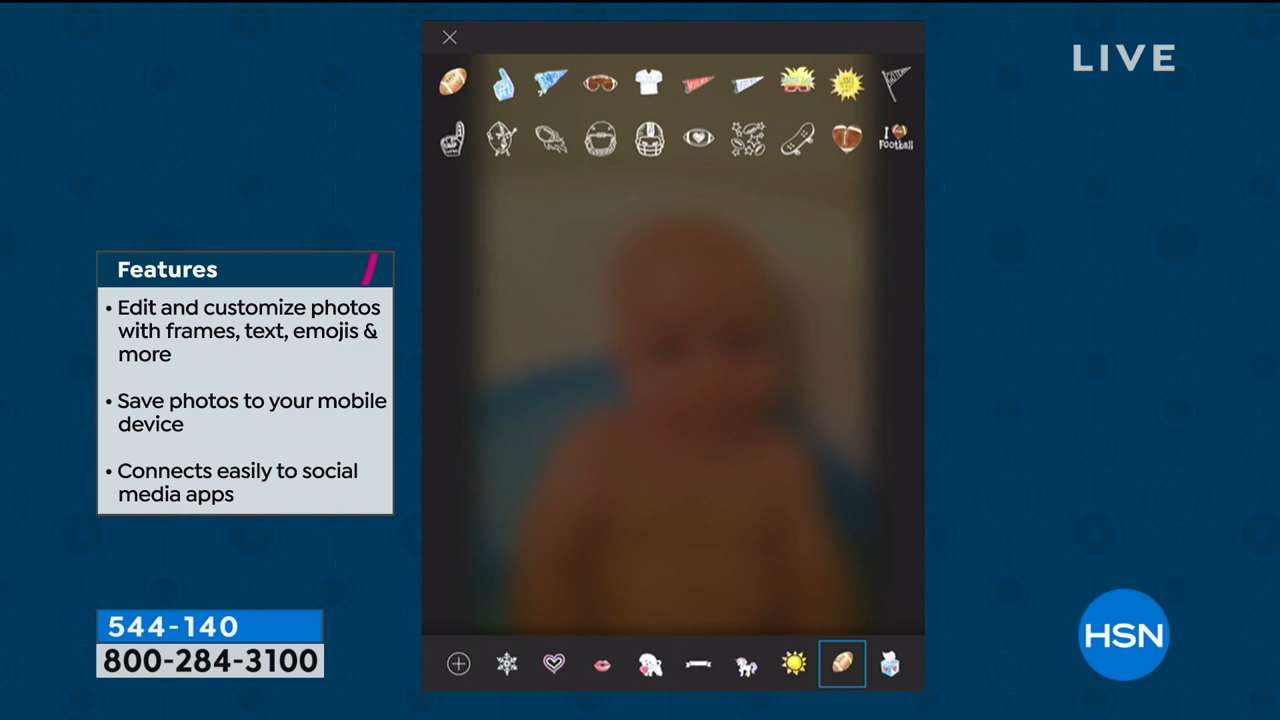 LIVE
I
Football
Features
• Edit and customize photos
with frames, text, emojis &
more
• Save photos to your mobile
device
• Connects easily to social
media apps
544-140
800-284-3100
HSN